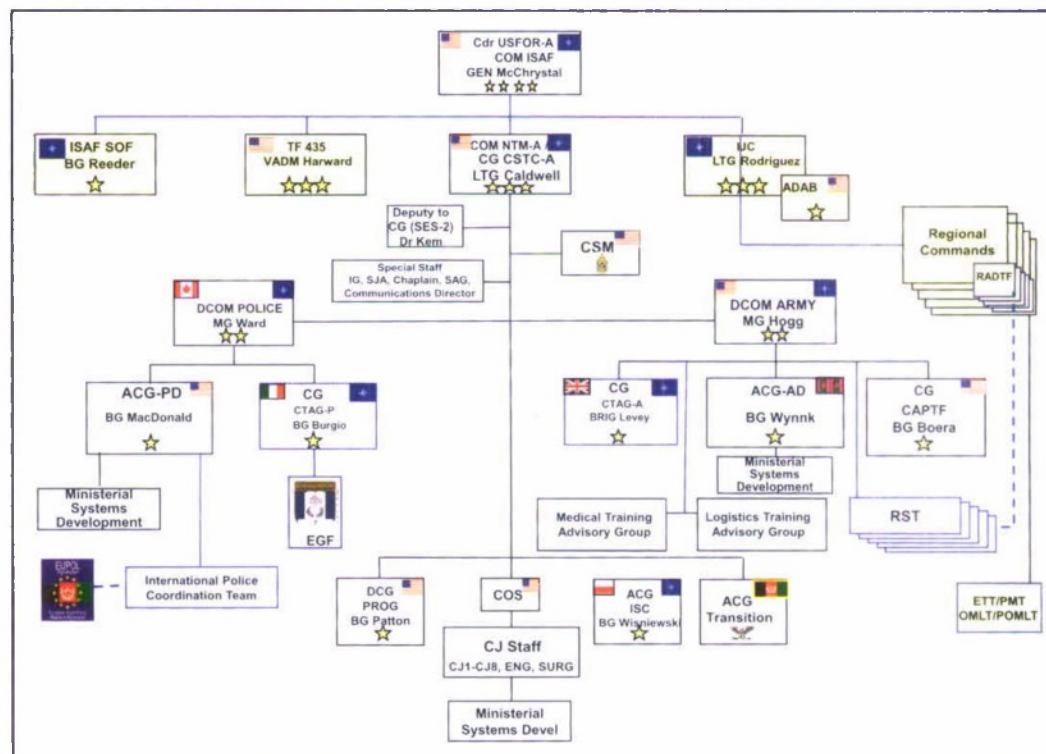 Cdr USFOR-A
COM ISAF
GEN McChrystal
ISAF SOF
BG Reeder
TF 435
VADM Harward
COM NTM-A
CG CSTC-A
LTG Caldwell
IJC
LTG Rodriguez
ADAB
Deputy to
CG (SES-2)
Dr Kem
CSM
Special Staff
IG, SJA, Chaplain, SAG,
Communications Director
Regional
Commands
RADTF
DCOM POLICE
MG Ward
DCOM ARMY
MG Hogg
ACG-PD
BG MacDonald
CG
CTAG-P
BG Burgio
CG
CTAG-A
BRIG Levey
ACG-AD
BG Wynnk
CG
CAPTF
BG Boera
Ministerial
Systems
Development
EGF
Ministerial
Systems
Development
Medical Training
Advisory Group
Logistics Training
Advisory Group
RST
EUPOL
International Police
Coordination Team
DCG
PROG
BG Patton
COS
ACG
ISC
BG Wisniewski
ACG
Transition
ETT/PMT
OMLT/POMLT
CJ Staff
CJ1-CJ8, ENG, SURG
Ministerial
Systems Devel